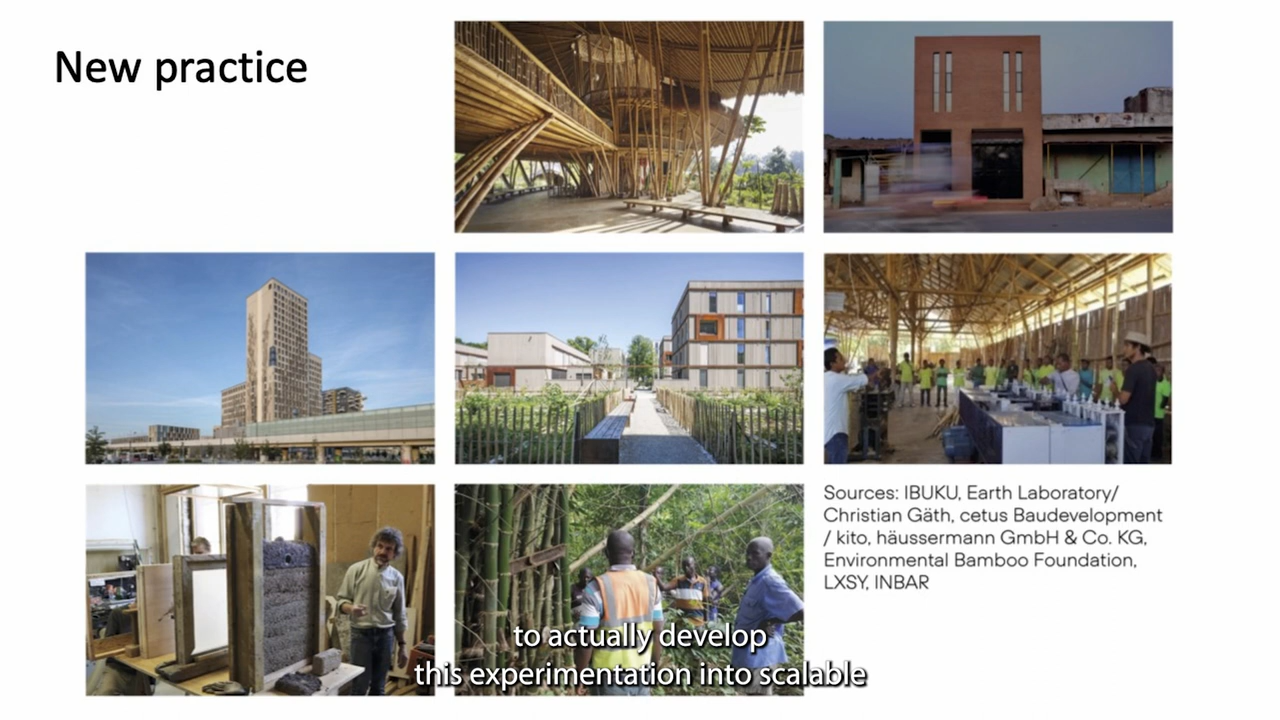 New practice
Sources: IBUKU, Earth Laboratory/
Christian Gäth, cetus Baudevelopment
/ kito, häussermann GmbH & Co. KG,
Environmental Bamboo Foundation,
LXSY, INBAR
to actually develop
this experimentation into scalable